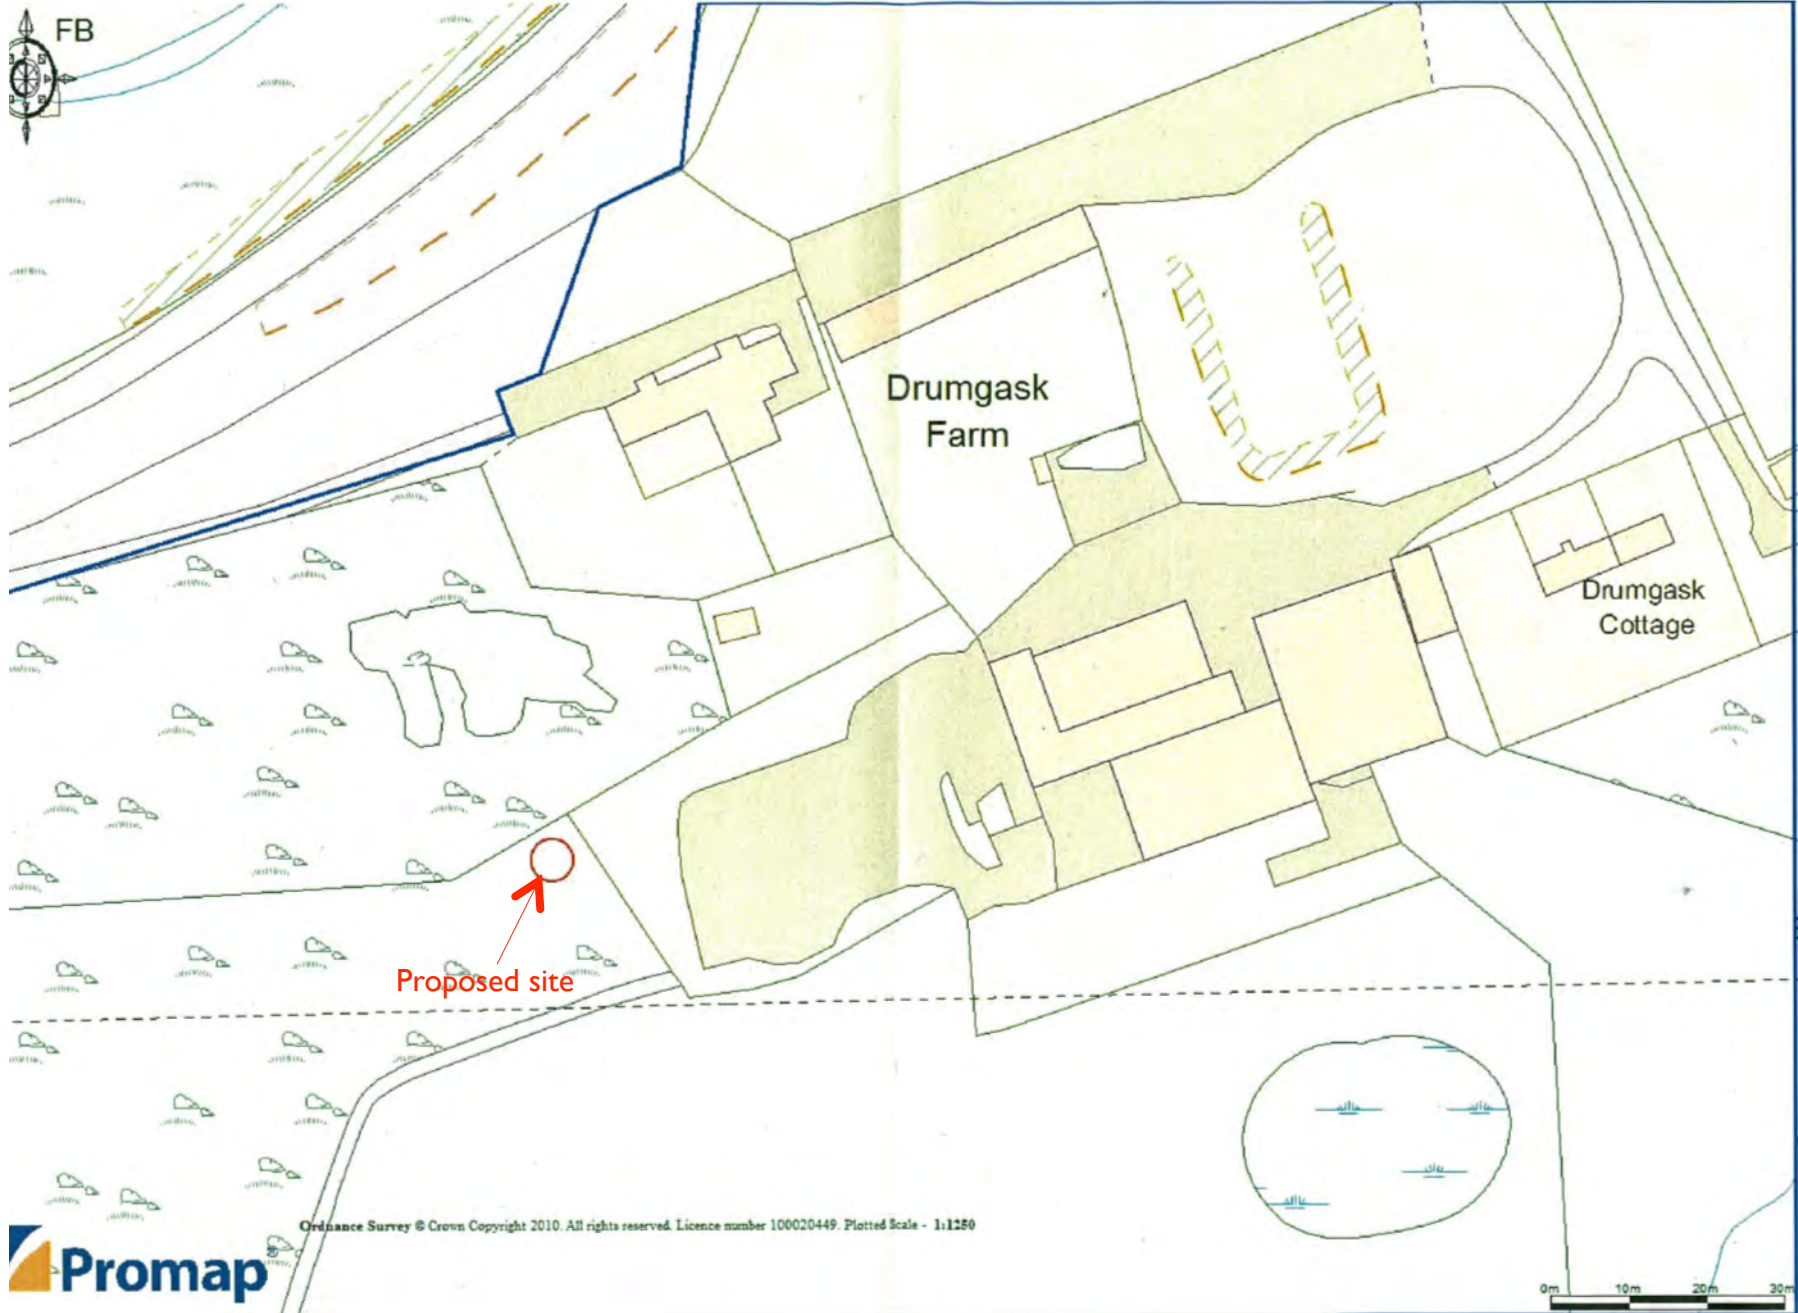 FB
Drumgask
Farm
Drumgask
Cottage
Proposed site
Ordnance Survey © Crown Copyright 2010. All rights reserved. Licence number 100020449. Plotted Scale - 1:1250
Promap
0m 10m 20m 30m